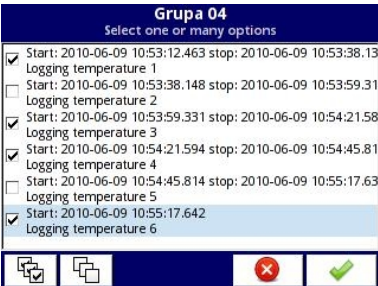 Grupa 04
Select one or many options
Start: 2010-06-09 10:53:12.463 stop: 2010-06-09 10:53:38.13
Logging temperature 1
Start: 2010-06-09 10:53:38.148 stop: 2010-06-09 10:53:59.31
Logging temperature 2
Start: 2010-06-09 10:53:59.331 stop: 2010-06-09 10:54:21.58
Logging temperature 3
Start: 2010-06-09 10:54:21.594 stop: 2010-06-09 10:54:45.81
Logging temperature 4
Start: 2010-06-09 10:54:45.814 stop: 2010-06-09 10:55:17.63
Logging temperature 5
Start: 2010-06-09 10:55:17.642
Logging temperature 6